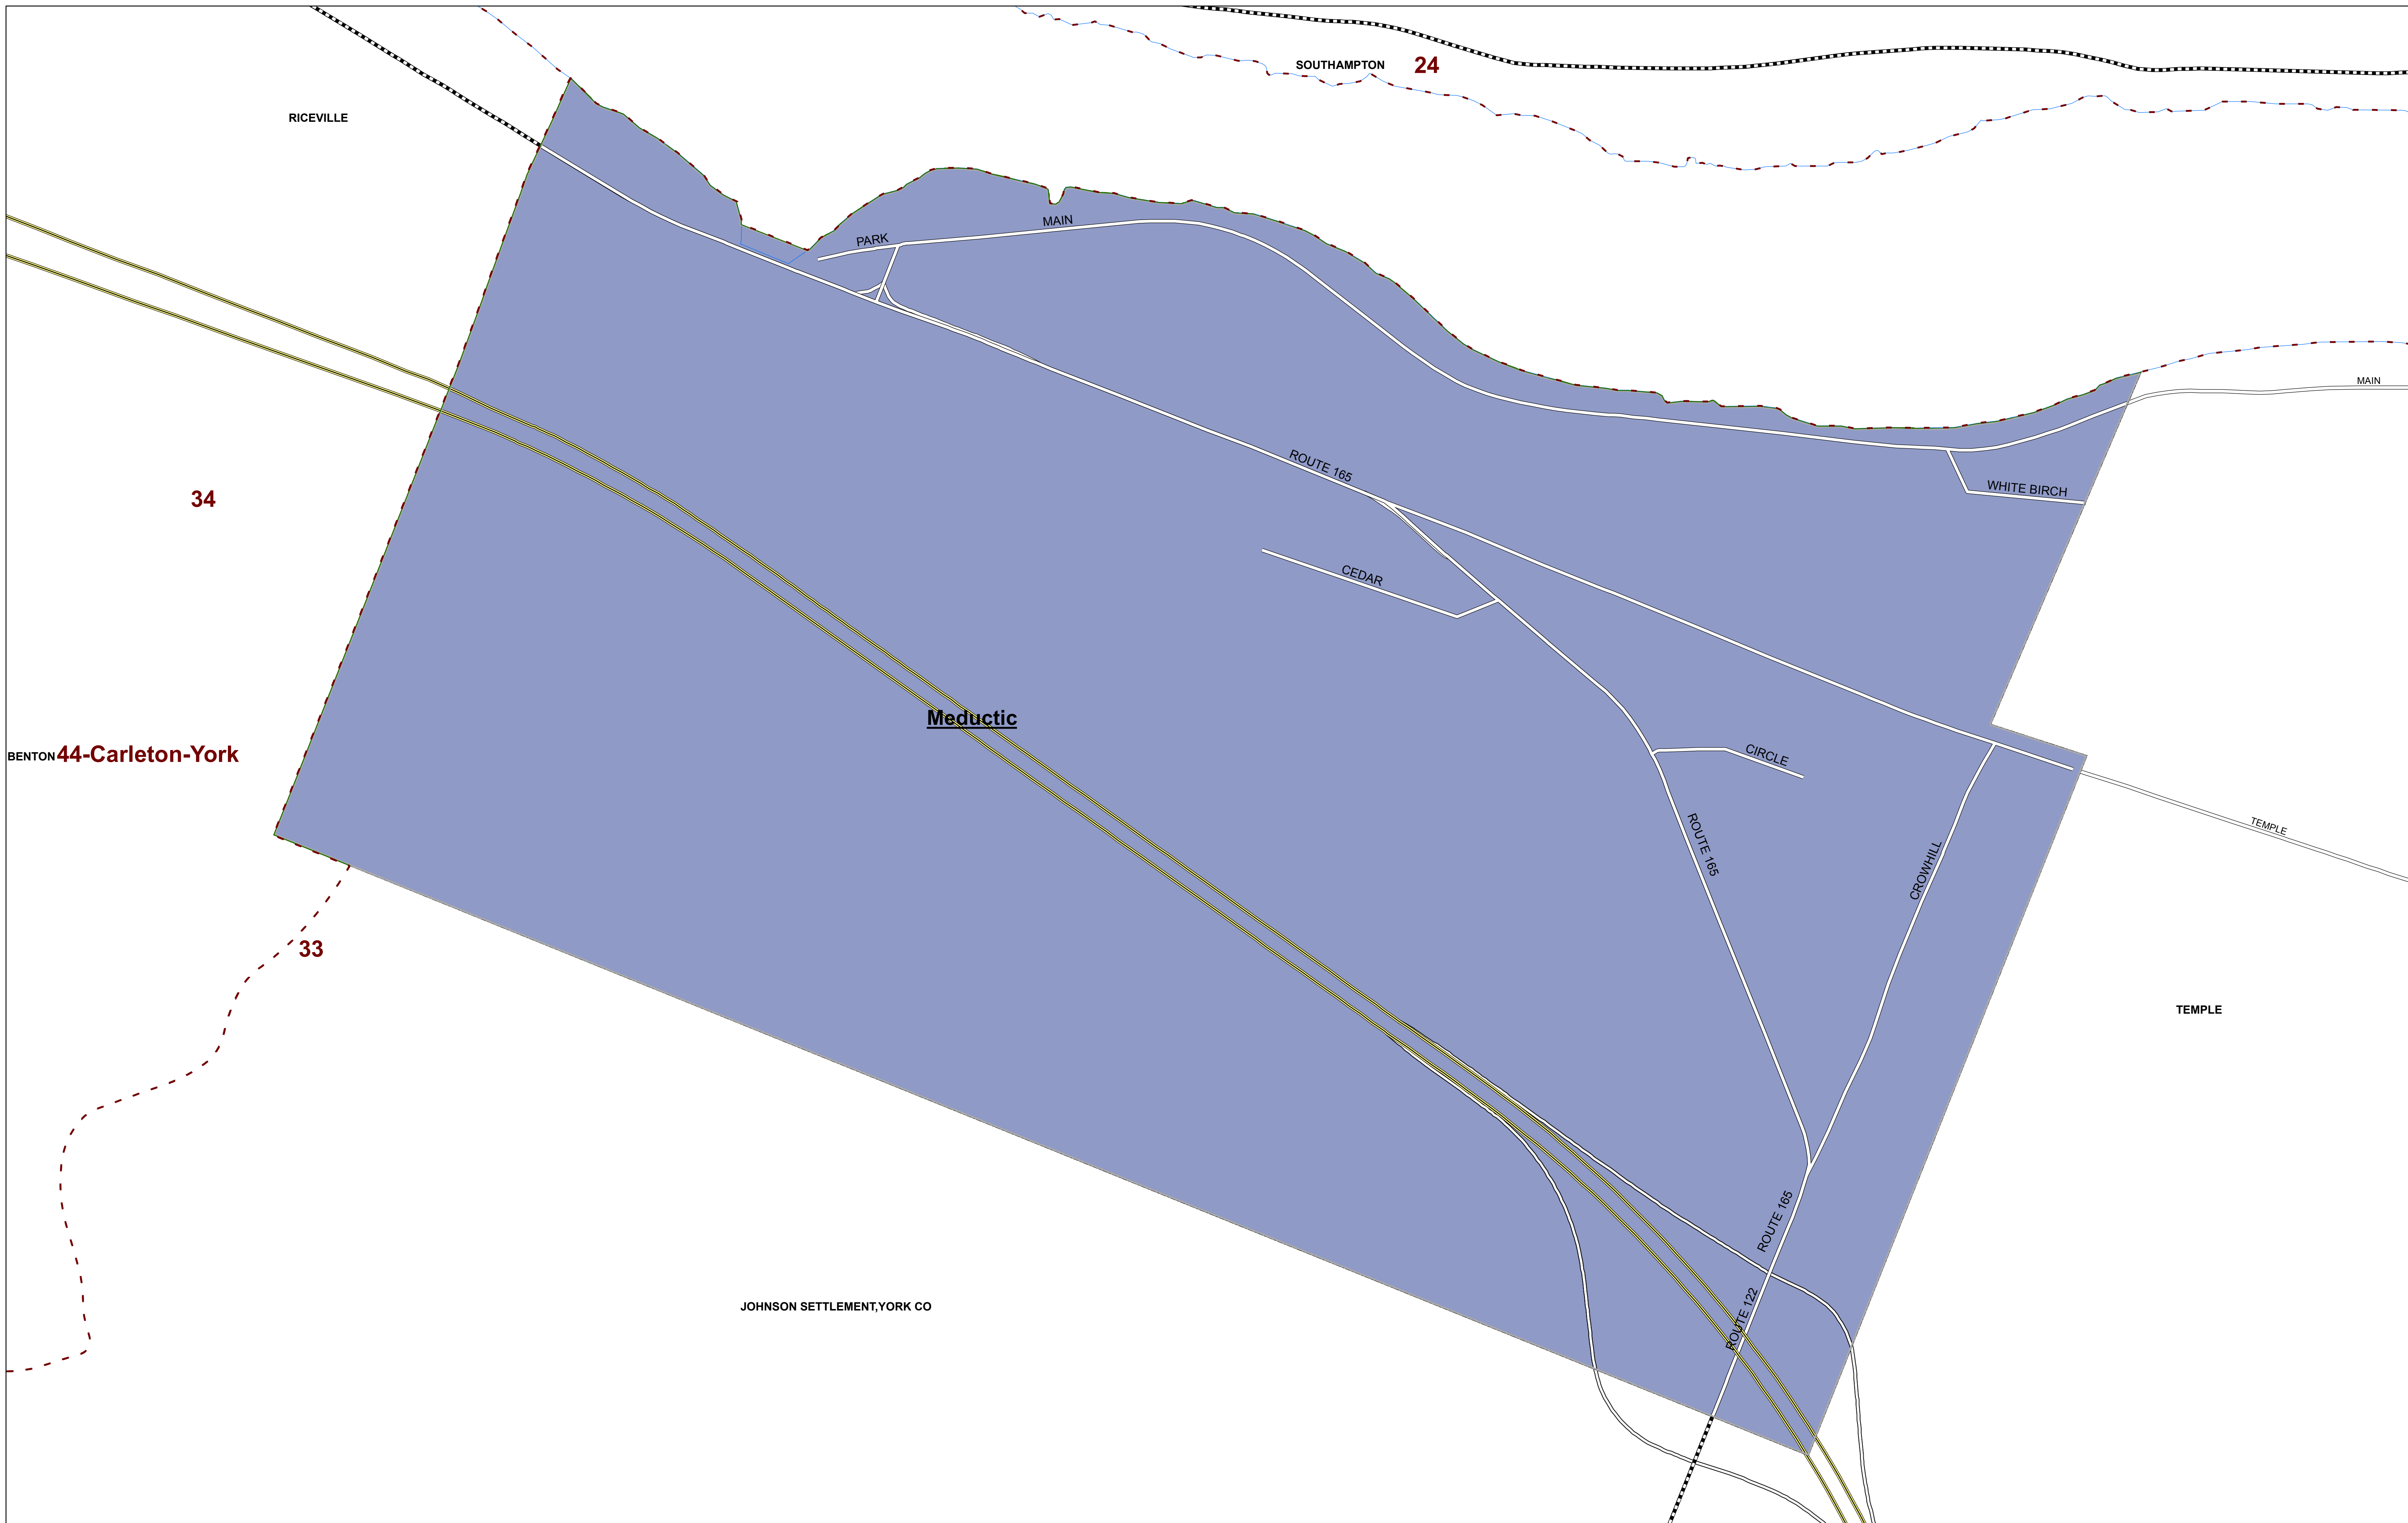 SOUTHAMPTON
24
RICEVILLE
MAIN
PARK
MAIN
ROUTE 165
WHITE BIRCH
34
CEDAR
Meductic
BENTON
44-Carleton-York
CIRCLE
TEMPLE
ROUTE 165
CROWHILL
33
TEMPLE
ROUTE 165
JOHNSON SETTLEMENT,YORK CO
ROUTE 122